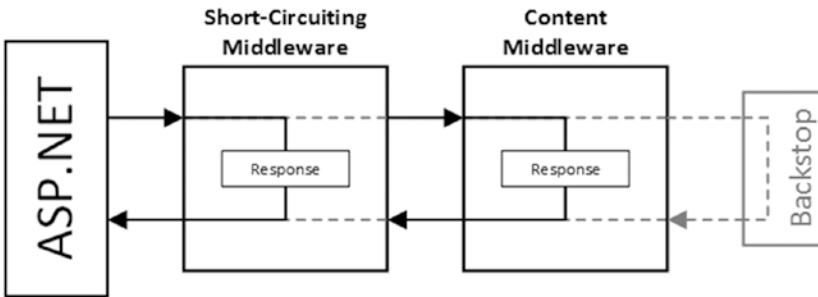 Short-Circuiting
Middleware
Content
Middleware
ASP.NET
Response
Response
Backstop